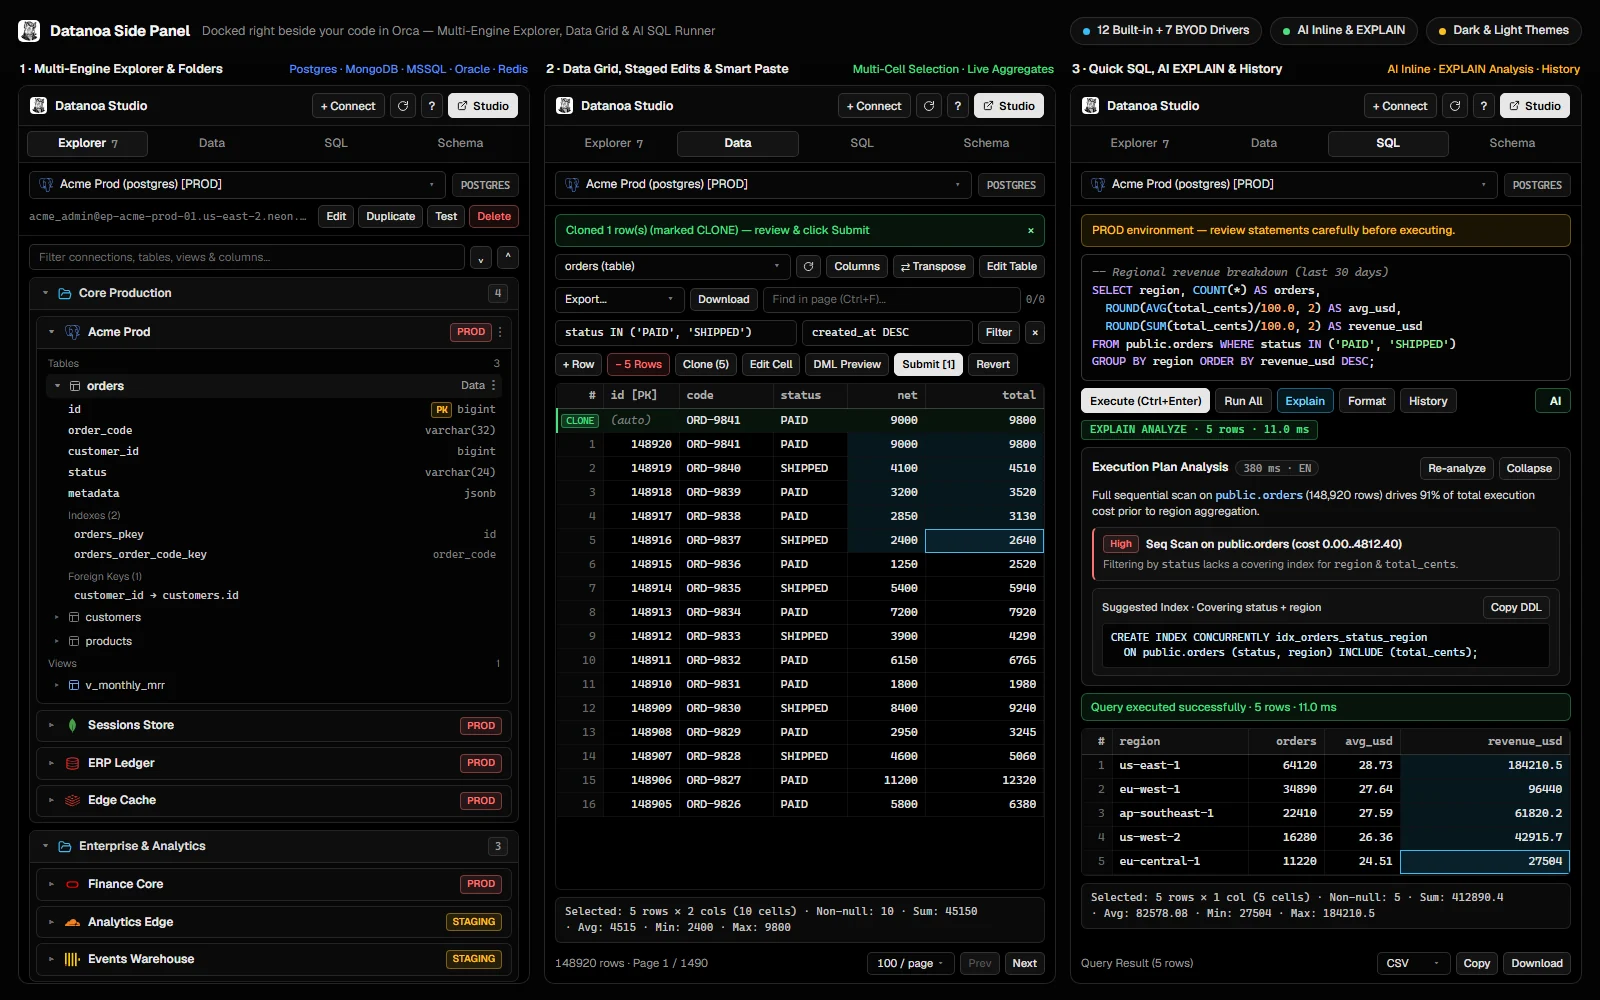 Datanoa Side Panel Docked right beside your code in Orca — Multi-Engine Explorer, Data Grid & AI SQL Runner
12 Built-in + 7 BYOD Drivers
AI Inline & EXPLAIN
Dark & Light Themes
1 · Multi-Engine Explorer & Folders
Postgres · MongoDB · MSSQL · Oracle · Redis
Datanoa Studio
+ Connect
?
Studio
Explorer 7
Data
SQL
Schema
Acme Prod (postgres) [PROD]
POSTGRES
acme_admin@ep-acme-prod-01.us-east-2.neon.…
Edit
Duplicate
Test
Delete
Filter connections, tables, views & columns…
Core Production
4
Acme Prod
PROD
Tables
3
orders
Data
id
PK bigint
order_code
varchar(32)
customer_id
bigint
status
varchar(24)
metadata
jsonb
Indexes (2)
orders_pkey
id
orders_order_code_key
order_code
Foreign Keys (1)
customer_id → customers.id
customers
products
Views
1
v_monthly_mrr
Sessions Store
PROD
ERP Ledger
PROD
Edge Cache
PROD
Enterprise & Analytics
3
Finance Core
PROD
Analytics Edge
STAGING
Events Warehouse
STAGING
2 · Data Grid, Staged Edits & Smart Paste
Multi-Cell Selection · Live Aggregates
Datanoa Studio
+ Connect
?
Studio
Explorer 7
Data
SQL
Schema
Acme Prod (postgres) [PROD]
POSTGRES
Cloned 1 row(s) (marked CLONE) — review & click Submit
×
orders (table)
Columns
⇄ Transpose
Edit Table
Export…
Download
Find in page (Ctrl+F)…
0/0
status IN ('PAID', 'SHIPPED')
created_at DESC
Filter
×
+ Row
− 5 Rows
Clone (5)
Edit Cell
DML Preview
Submit [1]
Revert
# id [PK] code status net total
CLONE (auto) ORD-9841 PAID 9000 9800
1 148920 ORD-9841 PAID 9000 9800
2 148919 ORD-9840 SHIPPED 4100 4510
3 148918 ORD-9839 PAID 3200 3520
4 148917 ORD-9838 PAID 2850 3130
5 148916 ORD-9837 SHIPPED 2400 2640
6 148915 ORD-9836 PAID 1250 2520
7 148914 ORD-9835 SHIPPED 5400 5940
8 148913 ORD-9834 PAID 7200 7920
9 148912 ORD-9833 SHIPPED 3900 4290
10 148911 ORD-9832 PAID 6150 6765
11 148910 ORD-9831 PAID 1800 1980
12 148909 ORD-9830 SHIPPED 8400 9240
13 148908 ORD-9829 PAID 2950 3245
14 148907 ORD-9828 SHIPPED 4600 5060
15 148906 ORD-9827 PAID 11200 12320
16 148905 ORD-9826 PAID 5800 6380
Selected: 5 rows × 2 cols (10 cells) · Non-null: 10 · Sum: 45150
· Avg: 4515 · Min: 2400 · Max: 9800
148920 rows · Page 1 / 1490
100 / page
Prev
Next
3 · Quick SQL, AI EXPLAIN & History
AI Inline · EXPLAIN Analysis · History
Datanoa Studio
+ Connect
?
Studio
Explorer 7
Data
SQL
Schema
Acme Prod (postgres) [PROD]
POSTGRES
PROD environment — review statements carefully before executing.
-- Regional revenue breakdown (last 30 days)
SELECT region, COUNT(*) AS orders,
ROUND(AVG(total_cents)/100.0, 2) AS avg_usd,
ROUND(SUM(total_cents)/100.0, 2) AS revenue_usd
FROM public.orders WHERE status IN ('PAID', 'SHIPPED')
GROUP BY region ORDER BY revenue_usd DESC;
Execute (Ctrl+Enter)
Run All
Explain
Format
History
AI
EXPLAIN ANALYZE · 5 rows · 11.0 ms
Execution Plan Analysis
380 ms · EN
Re-analyze
Collapse
Full sequential scan on public.orders (148,920 rows) drives 91% of total execution
cost prior to region aggregation.
High Seq Scan on public.orders (cost 0.00..4812.40)
Filtering by status lacks a covering index for region & total_cents.
Suggested Index · Covering status + region
Copy DDL
CREATE INDEX CONCURRENTLY idx_orders_status_region
ON public.orders (status, region) INCLUDE (total_cents);
Query executed successfully · 5 rows · 11.0 ms
# region orders avg_usd revenue_usd
1 us-east-1 64120 28.73 184210.5
2 eu-west-1 34890 27.64 96440
3 ap-southeast-1 22410 27.59 61820.2
4 us-west-2 16280 26.36 42915.7
5 eu-central-1 11220 24.51 27504
Selected: 5 rows × 1 col (5 cells) · Non-null: 5 · Sum: 412890.4
· Avg: 82578.08 · Min: 27504 · Max: 184210.5
Query Result (5 rows)
CSV
Copy
Download